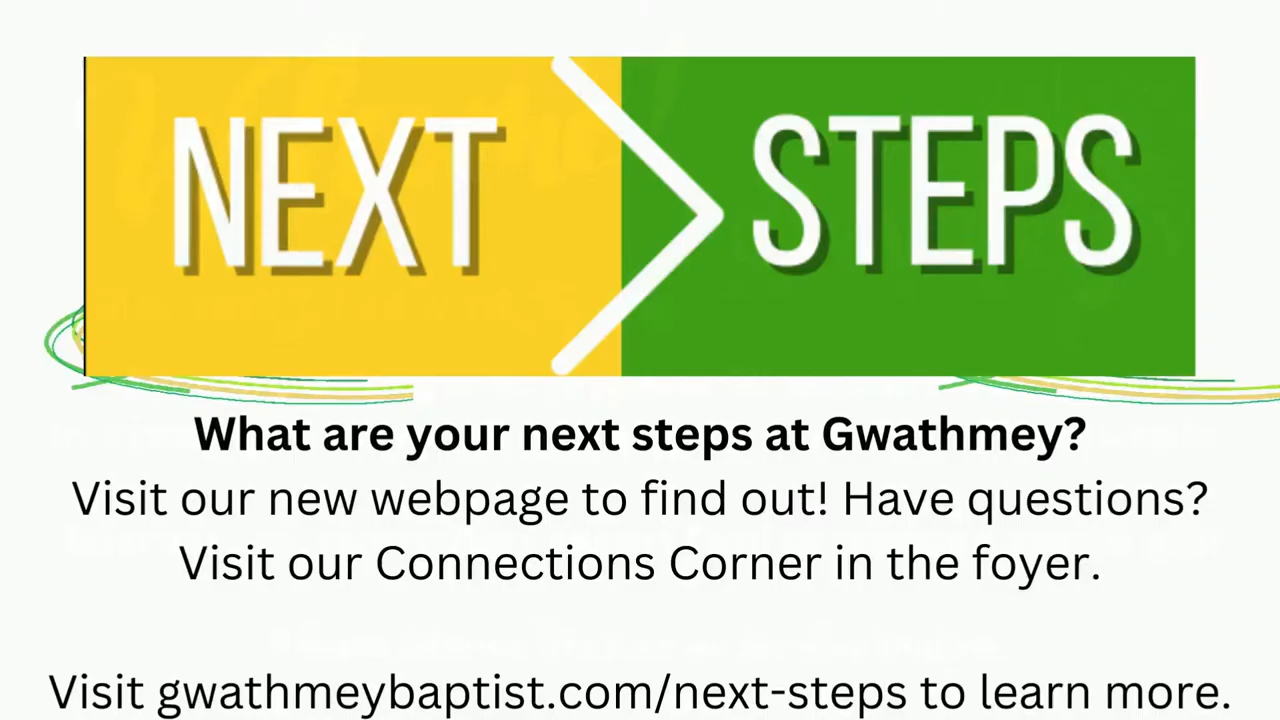 NEXT STEPS
What are your next steps at Gwathmey?
Visit our new webpage to find out! Have questions?
Visit our Connections Corner in the foyer.
Visit gwathmeybaptist.com/next-steps to learn more.